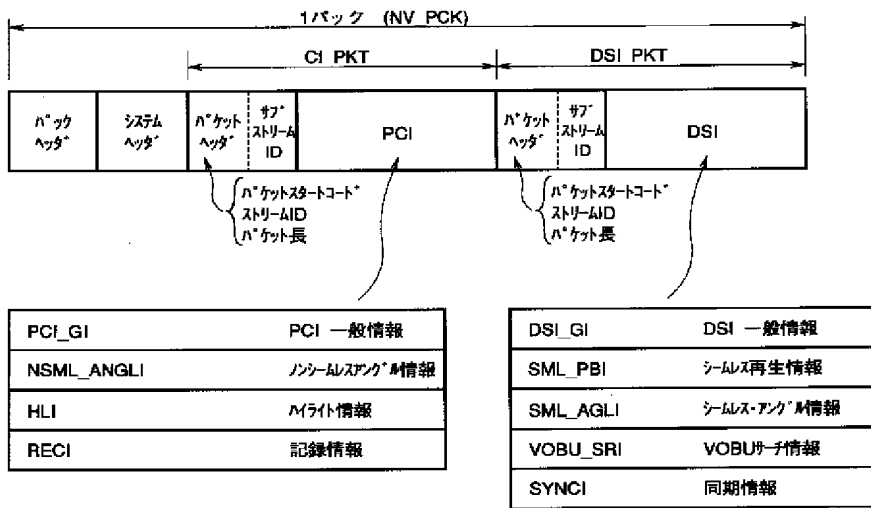 1パック (NV_PCK)
CI PKT
DSI PKT
パック
ヘッダ
システム
ヘッダ
パケット
ヘッダ
サブ
ストリーム
ID
PCI
パケット
ヘッダ
サブ
ストリーム
ID
DSI
パケットスタートコード
ストリームID
パケット長
パケットスタートコード
ストリームID
パケット長
PCI_GI PCI 一般情報
NSML_ANGLI ノンシームレスアングル情報
HLI ハイライト情報
RECI 記録情報
DSI_GI DSI 一般情報
SML_PBI シームレス再生情報
SML_AGLI シームレス・アングル情報
VOBU_SRI VOBUサーチ情報
SYNCI 同期情報